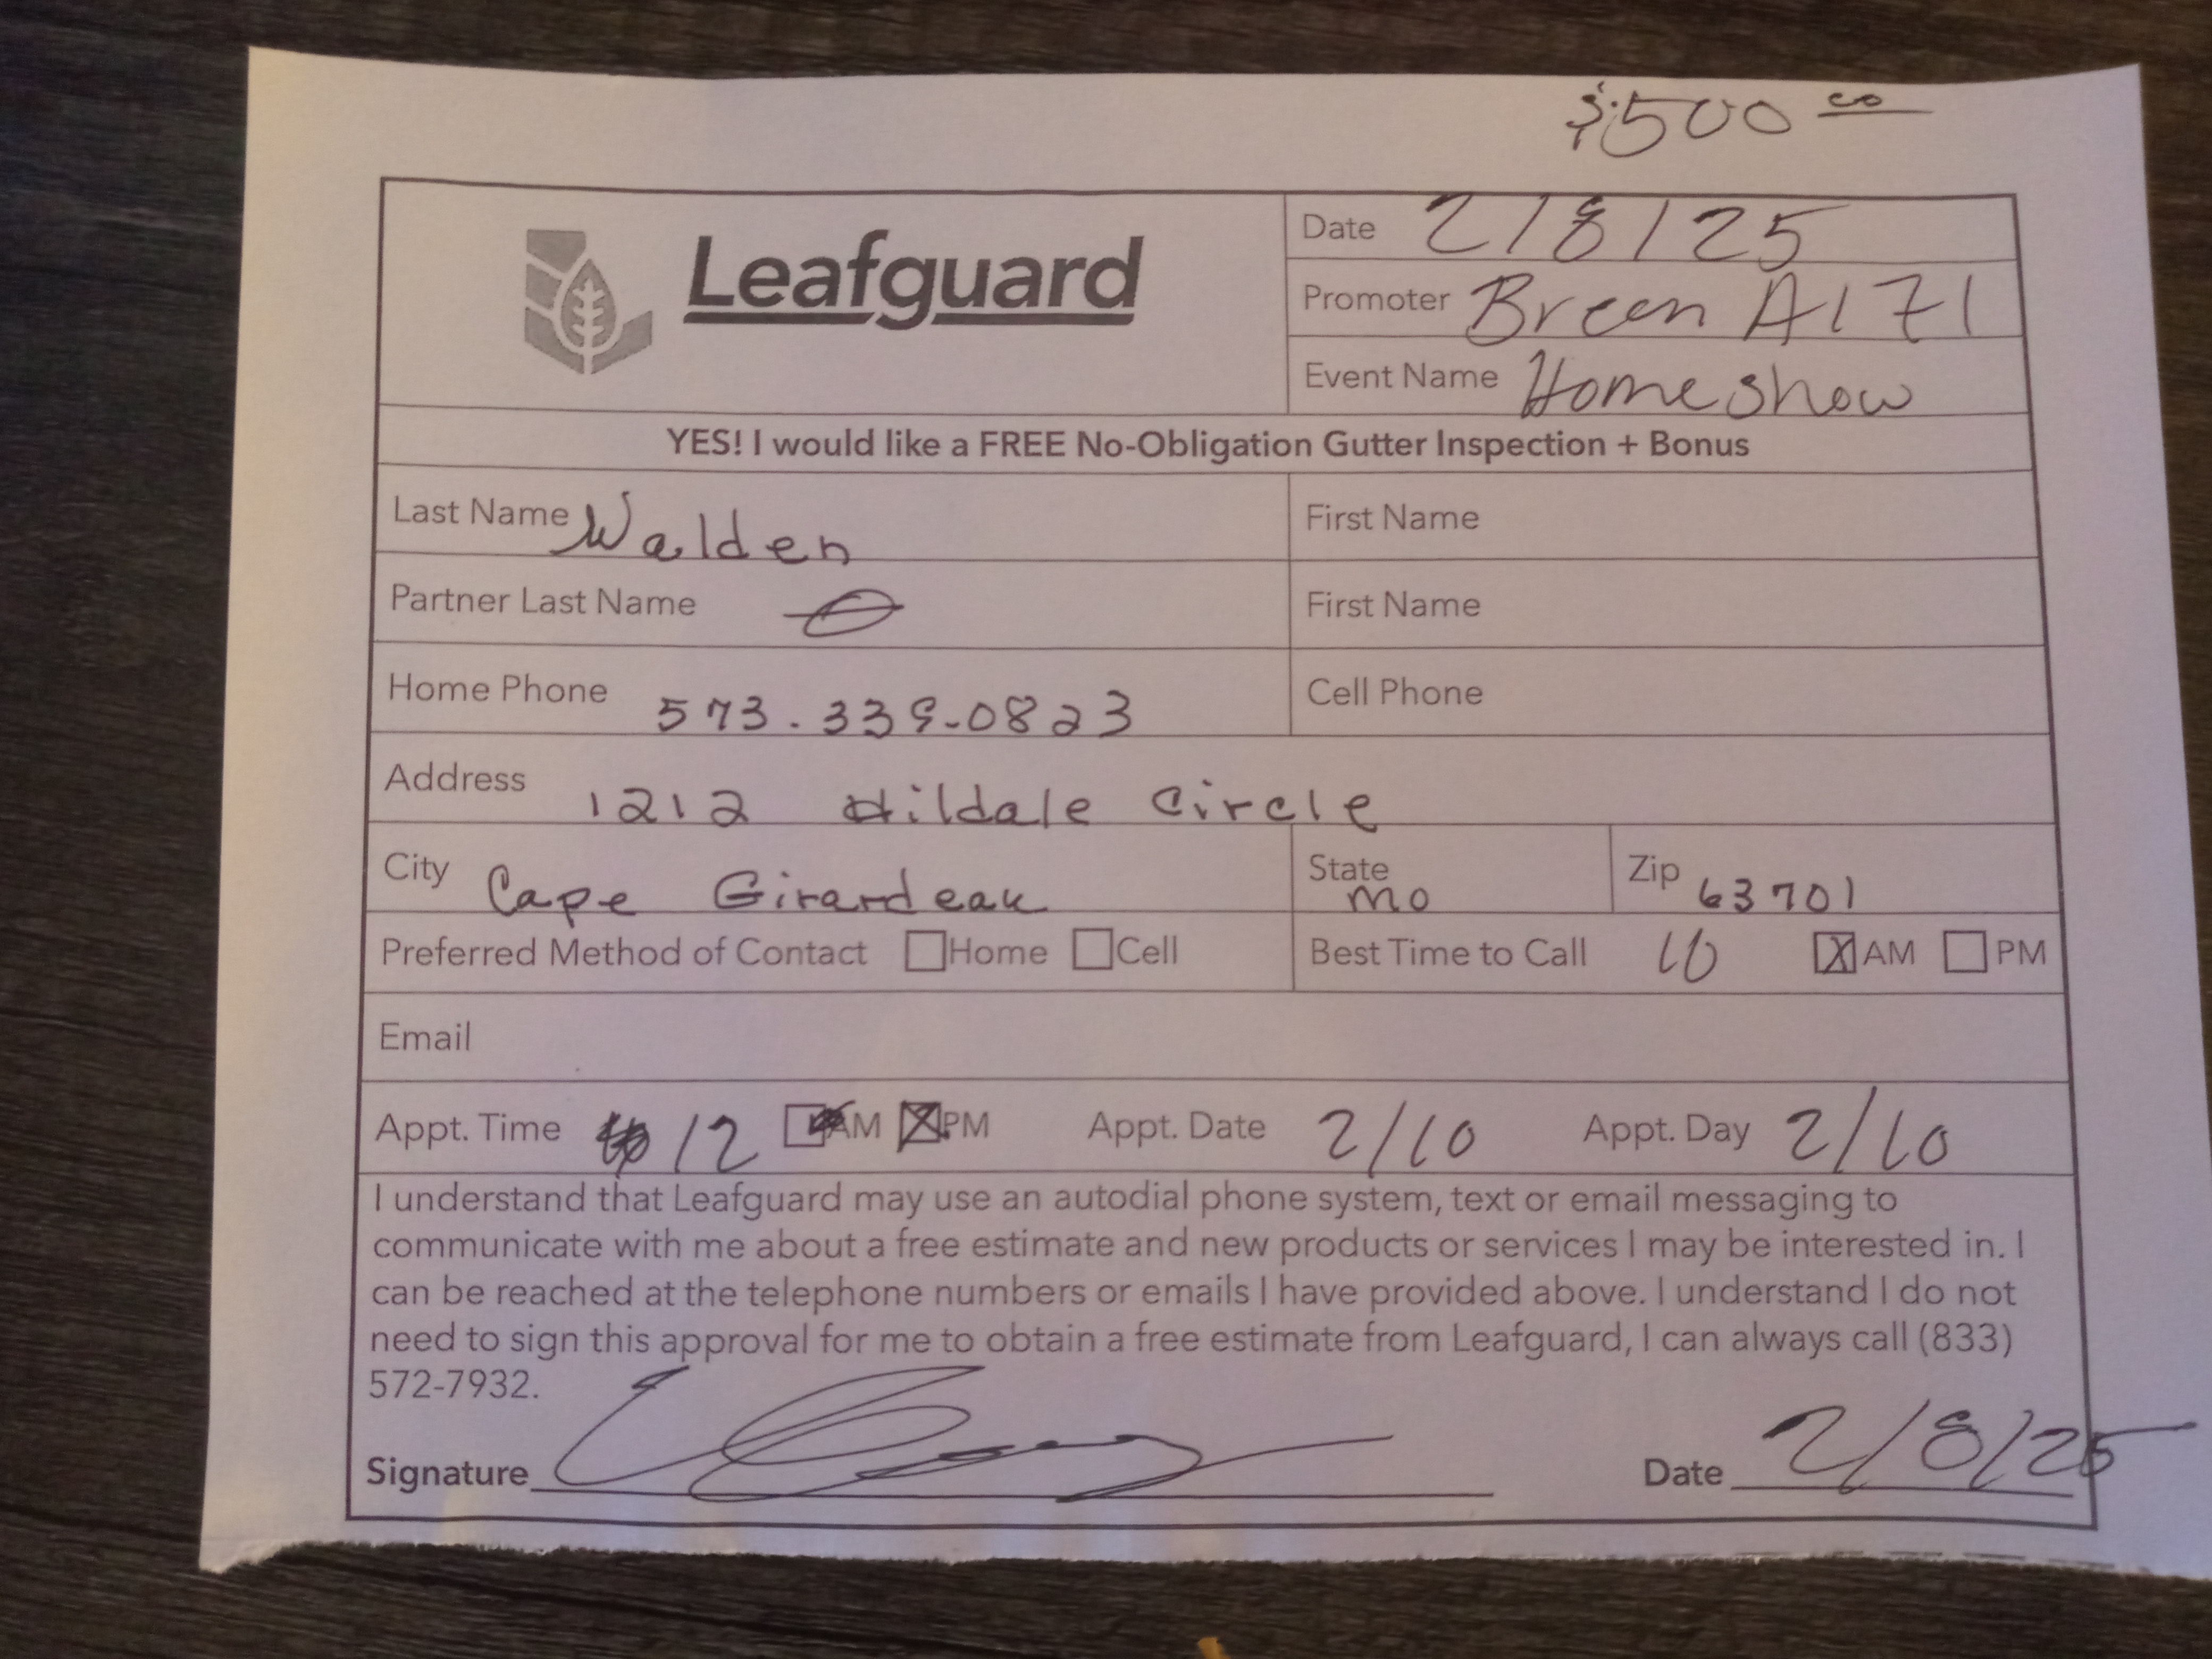 $500
Leafguard
Date 2/8/25
Promoter
Event Name Home Show
YES! I would like a FREE No-Obligation Gutter Inspection + Bonus
Last Name Walden First Name
Partner Last Name First Name
Home Phone 573.339-0823 Cell Phone
Address 1212 Hildale Circle
City Cape Girardeau State MO Zip 63701
Preferred Method of Contact Home Cell Best Time to Call 10 AM PM
Email
Appt. Time 12 AM PM Appt. Date 2/10 Appt. Day 2/10
I understand that Leafguard may use an autodial phone system, text or email messaging to
communicate with me about a free estimate and new products or services I may be interested in. I
can be reached at the telephone numbers or emails I have provided above. I understand I do not
need to sign this approval for me to obtain a free estimate from Leafguard, I can always call (833)
572-7932.
Signature Date 2/8/25